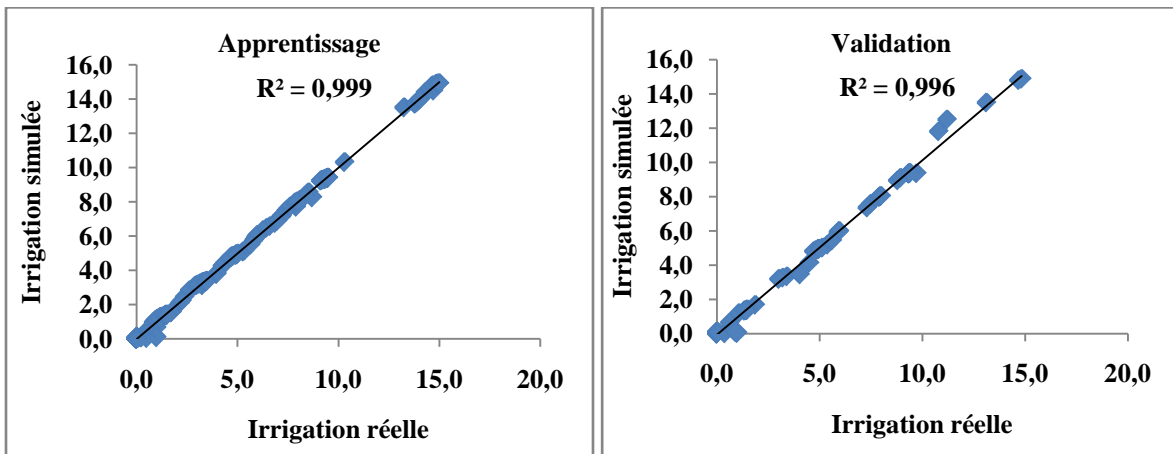 Apprentissage
R² = 0,999
Irrigation simulée
16,0
14,0
12,0
10,0
8,0
6,0
4,0
2,0
0,0
0,0 5,0 10,0 15,0 20,0
Irrigation réelle
Validation
R² = 0,996
Irrigation simulée
16,0
14,0
12,0
10,0
8,0
6,0
4,0
2,0
0,0
0,0 5,0 10,0 15,0 20,0
Irrigation réelle